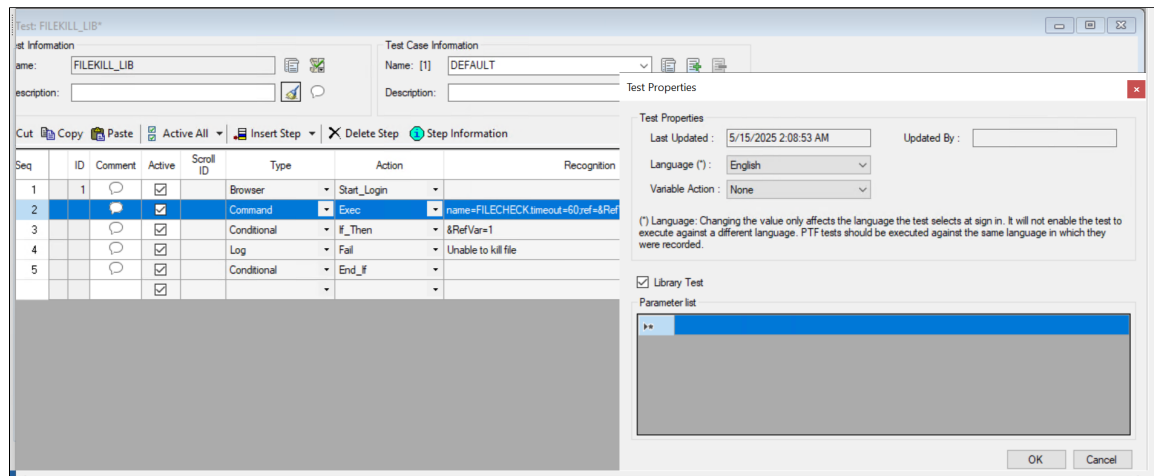 Test: FILEKILL_LIB*
st Information
ame: FILEKILL_LIB
escription:
Test Case Information
Name: [1] DEFAULT
Description:
Cut Copy Paste Active All Insert Step Delete Step Step Information
Seq ID Comment Active Scroll ID Type Action Recognition
1 1 Browser Start_Login
2 Command Exec name=FILECHECK;timeout=60;ref=&Ref
3 Conditional If_Then &RefVar=1
4 Log Fail Unable to kill file
5 Conditional End_If
Test Properties
Test Properties
Last Updated : 5/15/2025 2:08:53 AM Updated By :
Language (*) : English
Variable Action : None
(*) Language: Changing the value only affects the language the test selects at sign in. It will not enable the test to
execute against a different language. PTF tests should be executed against the same language in which they
were recorded.
Library Test
Parameter list
OK Cancel